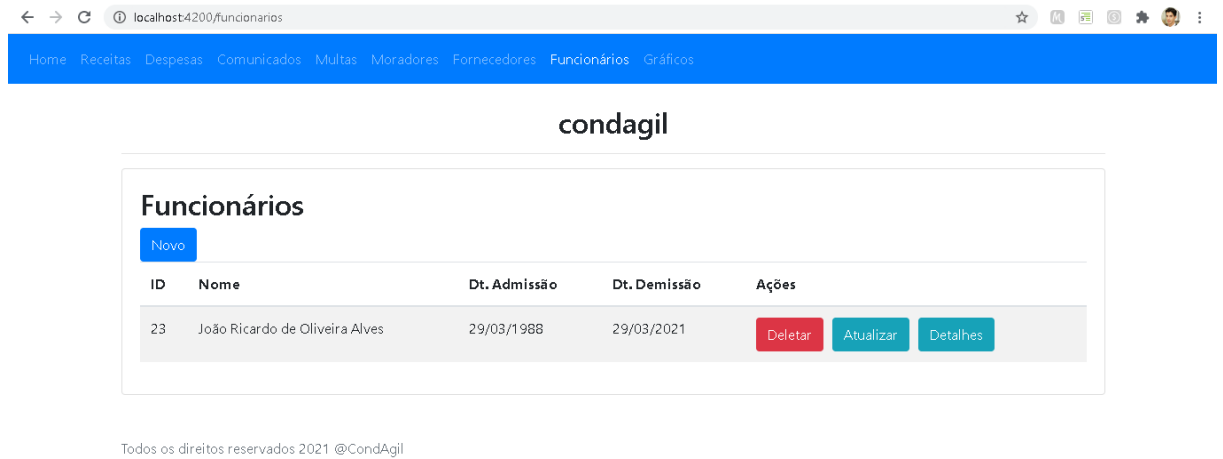 localhost:4200/funcionarios
Home Receitas Despesas Comunicados Multas Moradores Fornecedores Funcionários Gráficos
condagil
Funcionários
Novo
ID Nome Dt. Admissão Dt. Demissão Ações
23 João Ricardo de Oliveira Alves 29/03/1988 29/03/2021 Deletar Atualizar Detalhes
Todos os direitos reservados 2021 @CondAgil